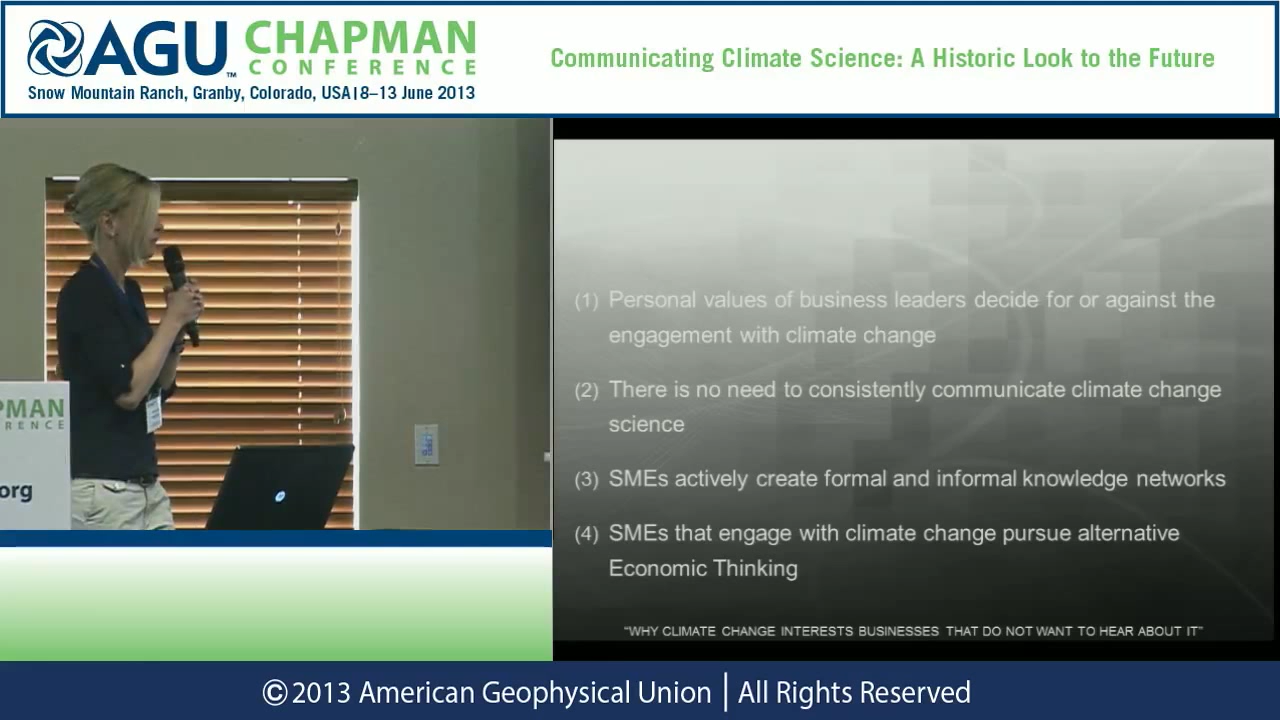 AGU™ CHAPMAN
CONFERENCE
Snow Mountain Ranch, Granby, Colorado, USA|8–13 June 2013
Communicating Climate Science: A Historic Look to the Future
PMAN
RENCE
org
(1) Personal values of business leaders decide for or against the
engagement with climate change
(2) There is no need to consistently communicate climate change
science
(3) SMEs actively create formal and informal knowledge networks
(4) SMEs that engage with climate change pursue alternative
Economic Thinking
"WHY CLIMATE CHANGE INTERESTS BUSINESSES THAT DO NOT WANT TO HEAR ABOUT IT"
©2013 American Geophysical Union | All Rights Reserved